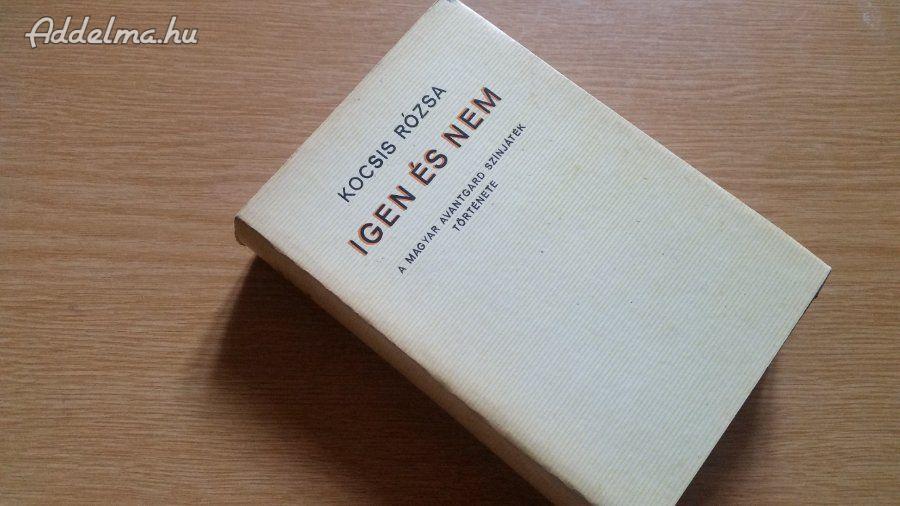 Addelma.hu
KOCSIS RÓZSA
IGEN ÉS NEM
A MAGYAR AVANTGARD SZÍNJÁTÉK
TÖRTÉNETE